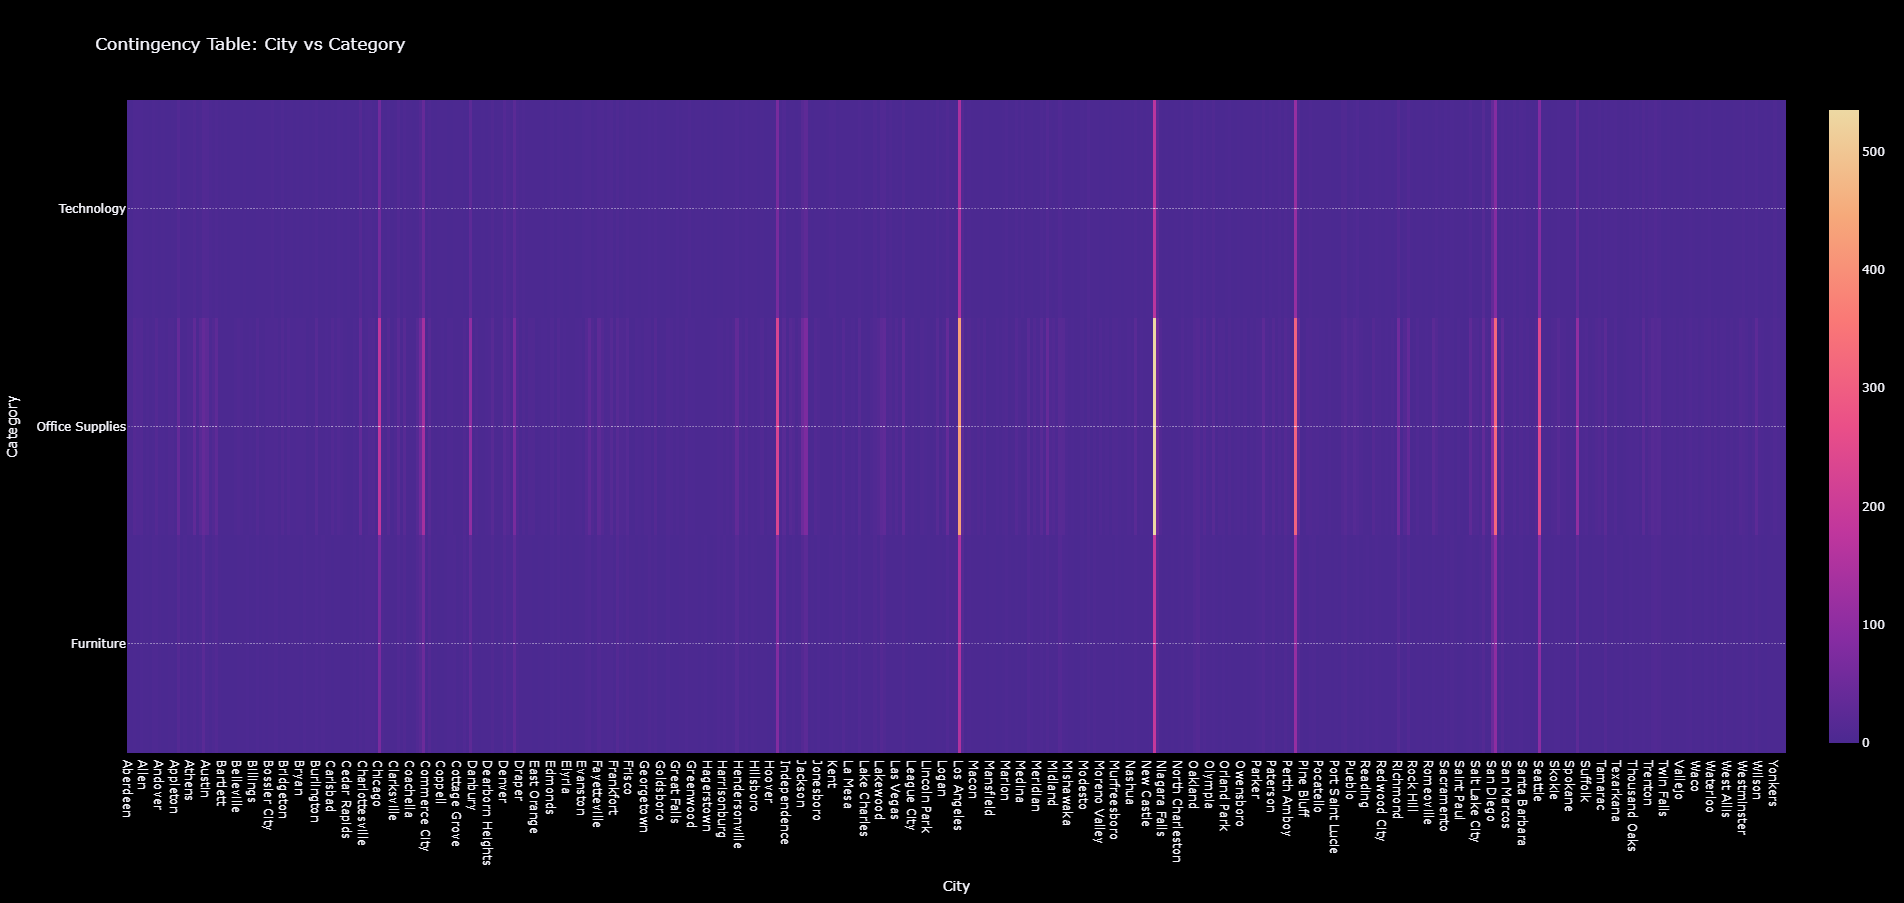 Contingency Table: City vs Category
Technology
Office Supplies
Furniture
Category
500
400
300
200
100
0
Aberdeen
Allen
Andover
Appleton
Athens
Austin
Bartlett
Belleville
Billings
Bossler City
Bridgeton
Bryan
Burlington
Carlsbad
Cedar Rapids
Charlottesville
Chicago
Clarksville
Coachella
Commerce City
Coppell
Cottage Grove
Danbury
Dearborn Heights
Denver
Draper
East Orange
Edmonds
Elyria
Evanston
Fayetteville
Frankfort
Frisco
Georgetown
Goldsboro
Great Falls
Greenwood
Hagerstown
Harrisonburg
Hendersonville
Hillsboro
Hoover
Independence
Jackson
Jonesboro
Kent
La Mesa
Lake Charles
Lakewood
Las Vegas
League City
Lincoln Park
Logan
Los Angeles
Macon
Mansfield
Marion
Medina
Meridian
Midland
Mishawaka
Modesto
Moreno Valley
Murfreesboro
Nashua
New Castle
Niagara Falls
North Charleston
Oakland
Olympia
Orland Park
Owensboro
Parker
Paterson
Perth Amboy
Pine Bluff
Pocatello
Port Saint Lucie
Pueblo
Reading
Redwood City
Richmond
Rock Hill
Romeoville
Sacramento
Saint Paul
Salt Lake City
San Diego
San Marcos
Santa Barbara
Seattle
Skokie
Spokane
Suffolk
Tamarac
Texarkana
Thousand Oaks
Trenton
Twin Falls
Vallejo
Waco
Waterloo
West Allis
Westminster
Wilson
Yonkers
City